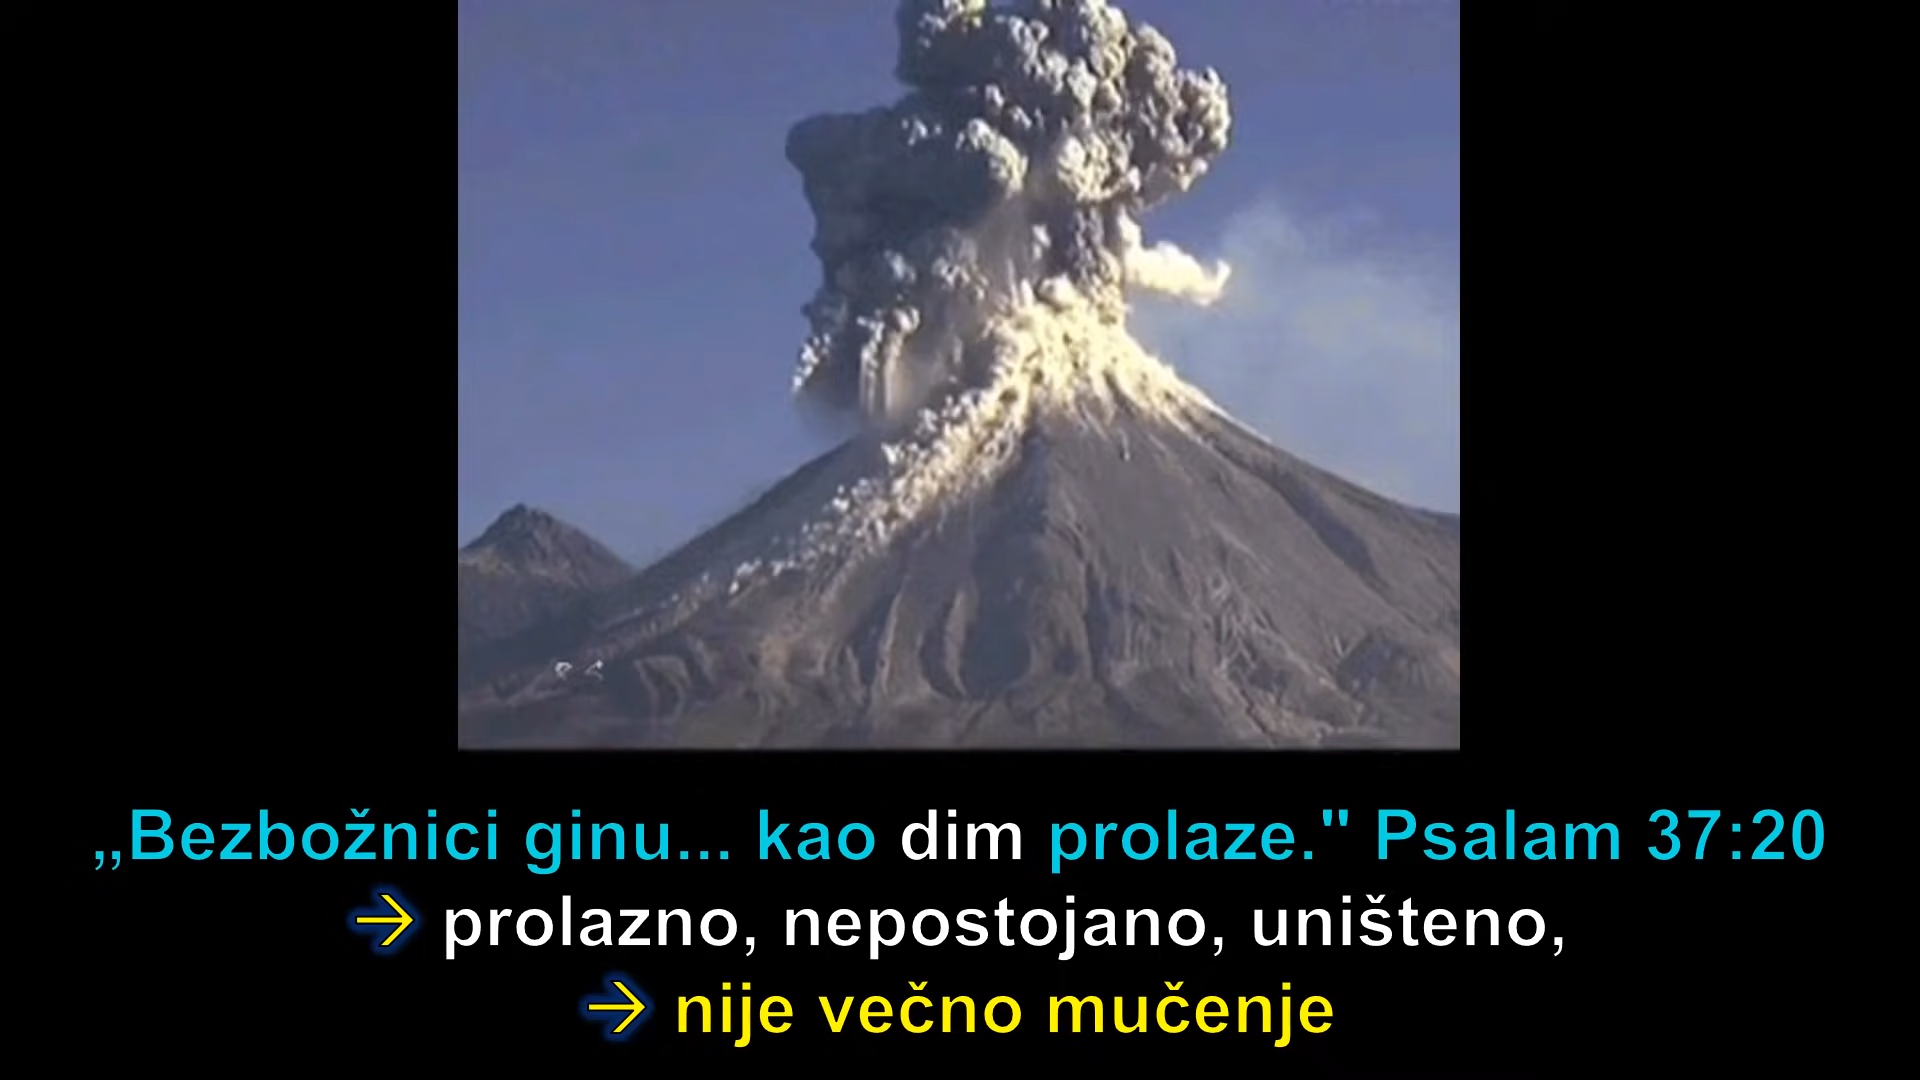 „Bezbožnici ginu... kao dim prolaze." Psalam 37:20
→ prolazno, nepostojano, uništeno,
→ nije večno mučenje